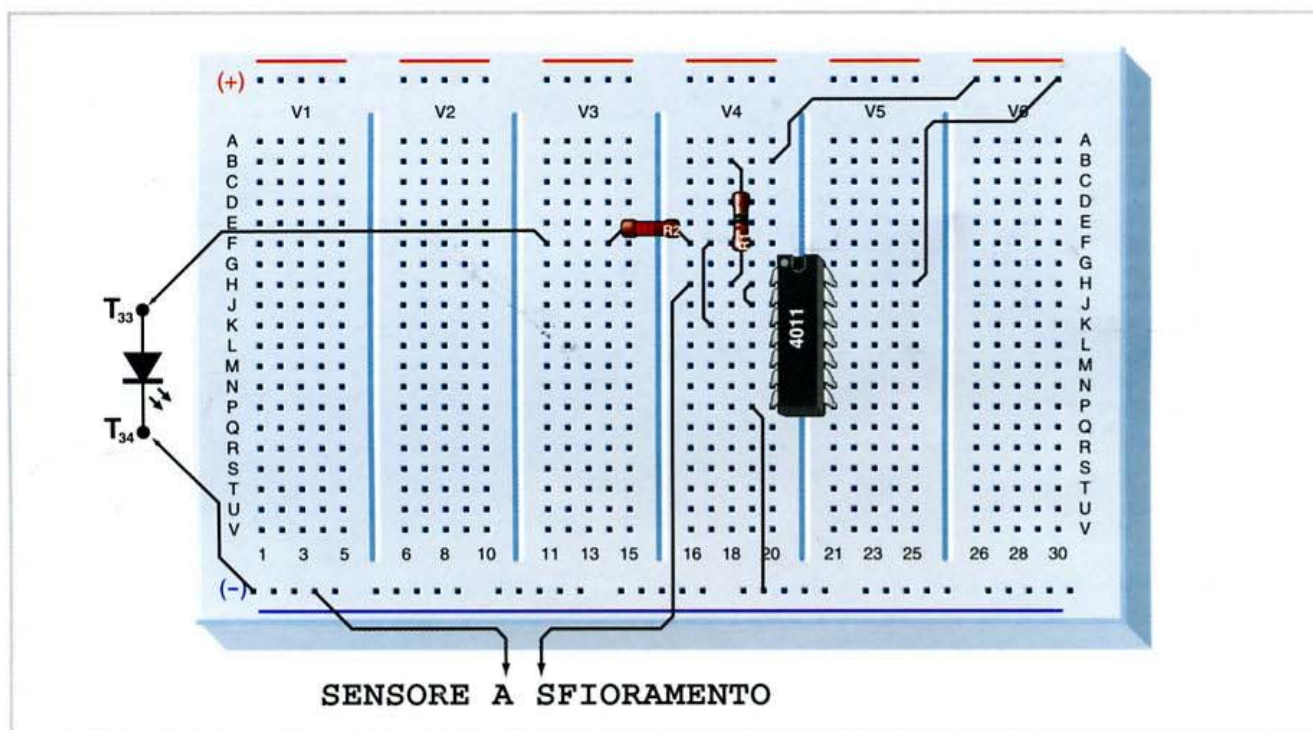 (+)
V1 V2 V3 V4 V5 V6
A A
B B
C C
D D
E E
R2
R1
F F
G G
H H
T33
J J
4011
K K
L L
M M
N N
P P
T34
Q Q
R R
S S
T T
U U
V V
1 3 5 6 8 10 11 13 15 16 18 20 21 23 25 26 28 30
(-)
SENSORE A SFIORAMENTO